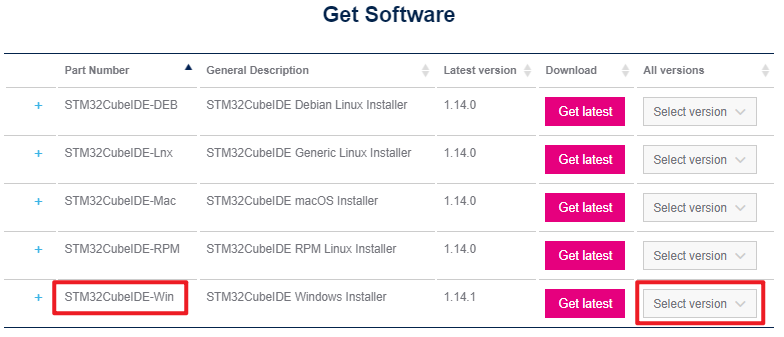 Get Software
Part Number General Description Latest version Download All versions
+ STM32CubeIDE-DEB STM32CubeIDE Debian Linux Installer 1.14.0 Get latest Select version
+ STM32CubeIDE-Lnx STM32CubeIDE Generic Linux Installer 1.14.0 Get latest Select version
+ STM32CubeIDE-Mac STM32CubeIDE macOS Installer 1.14.0 Get latest Select version
+ STM32CubeIDE-RPM STM32CubeIDE RPM Linux Installer 1.14.0 Get latest Select version
+ STM32CubeIDE-Win STM32CubeIDE Windows Installer 1.14.1 Get latest Select version